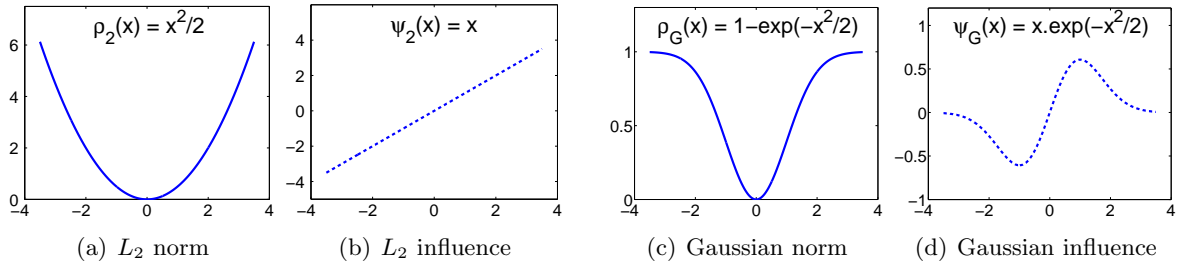 ρ₂(x) = x²/2
6
4
2
0
−4 −2 0 2 4
(a) L₂ norm
ψ₂(x) = x
4
2
0
−2
−4
−4 −2 0 2 4
(b) L₂ influence
ρ_G(x) = 1−exp(−x²/2)
1
0.5
0
−4 −2 0 2 4
(c) Gaussian norm
ψ_G(x) = x.exp(−x²/2)
1
0.5
0
−0.5
−1
−4 −2 0 2 4
(d) Gaussian influence